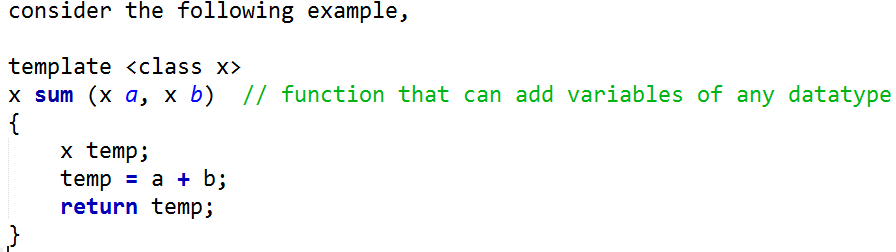 consider the following example,
template <class x>
x sum (x a, x b)  // function that can add variables of any datatype
{
    x temp;
    temp = a + b;
    return temp;
}